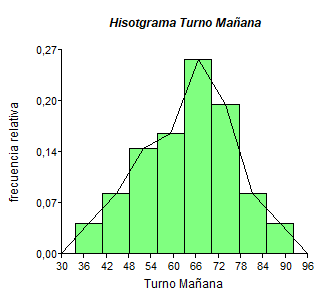 Hisotgrama Turno Mañana
0,27
0,20
0,14
0,07
0,00
frecuencia relativa
30 36 42 48 54 60 66 72 78 84 90 96
Turno Mañana